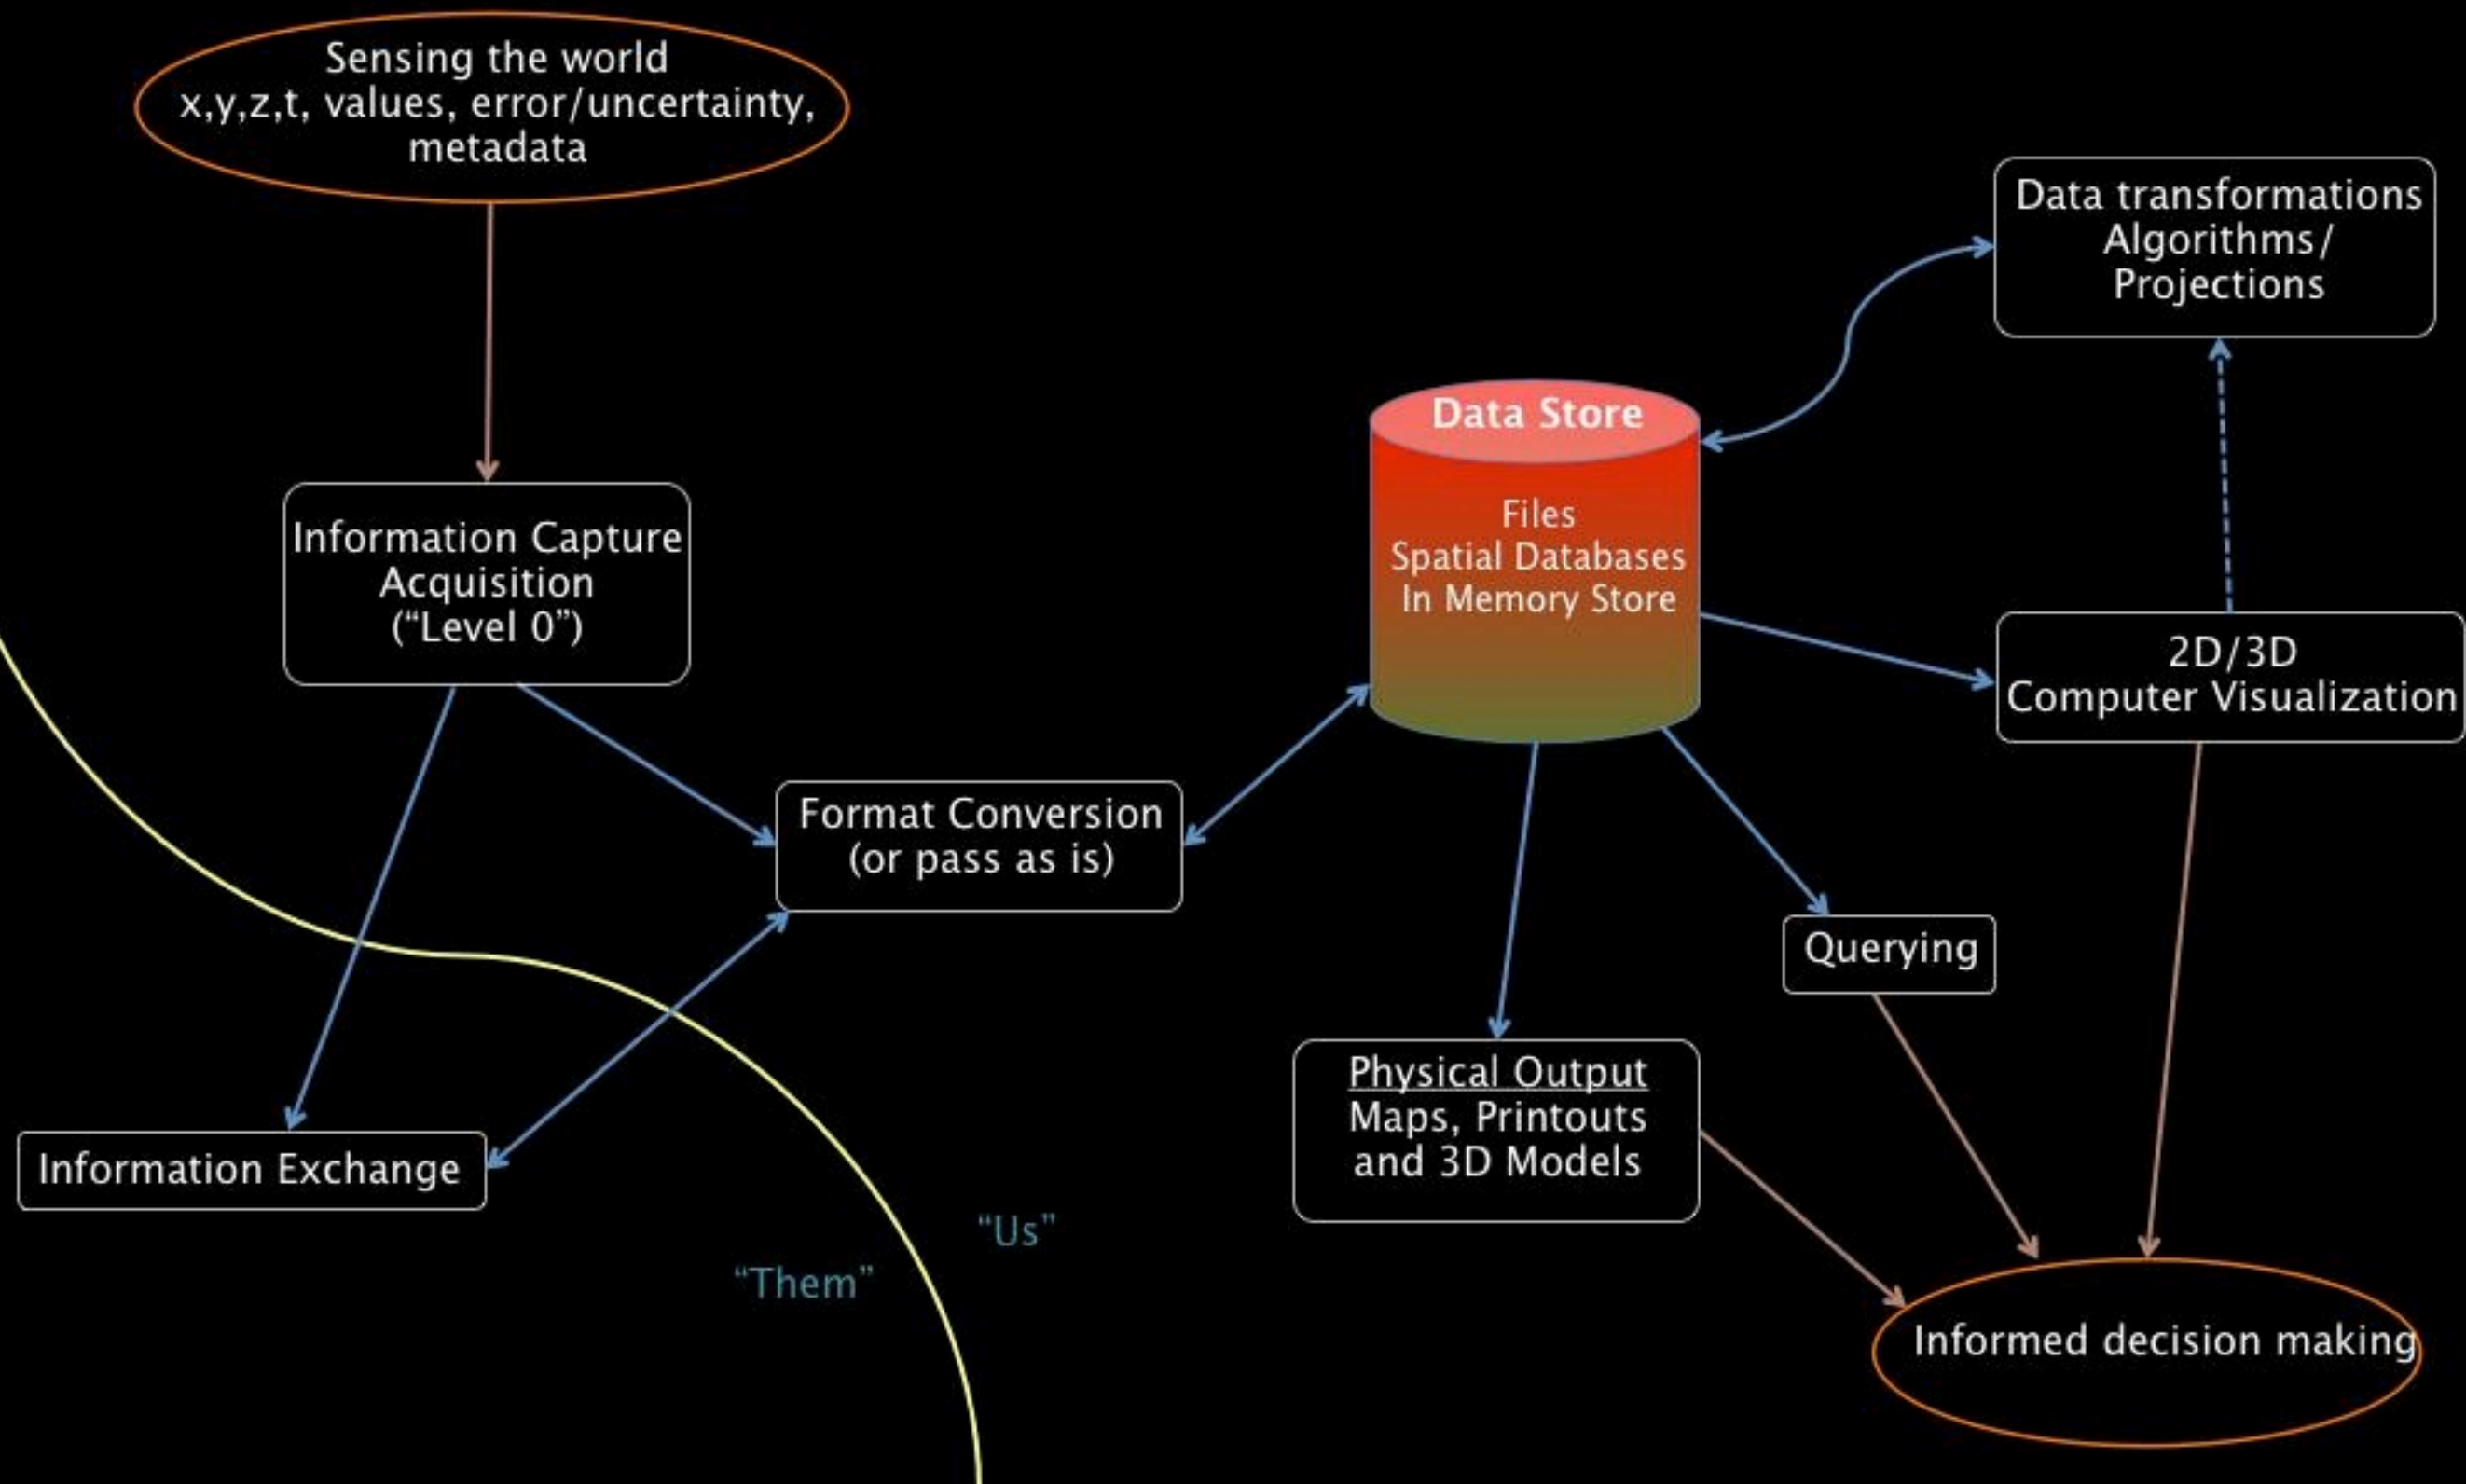 Sensing the world
x,y,z,t, values, error/uncertainty,
metadata
Data transformations
Algorithms/
Projections
Data Store
Files
Spatial Databases
In Memory Store
Information Capture
Acquisition
(“Level 0”)
2D/3D
Computer Visualization
Format Conversion
(or pass as is)
Querying
Physical Output
Maps, Printouts
and 3D Models
Information Exchange
“Us”
“Them”
Informed decision making